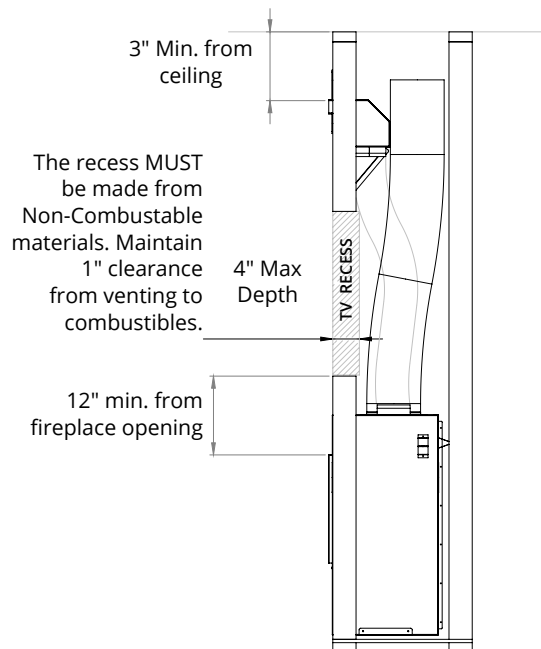 3" Min. from
ceiling
The recess MUST
be made from
Non-Combustable
materials. Maintain
1" clearance
from venting to
combustibles.
4" Max
Depth
TV RECESS
12" min. from
fireplace opening